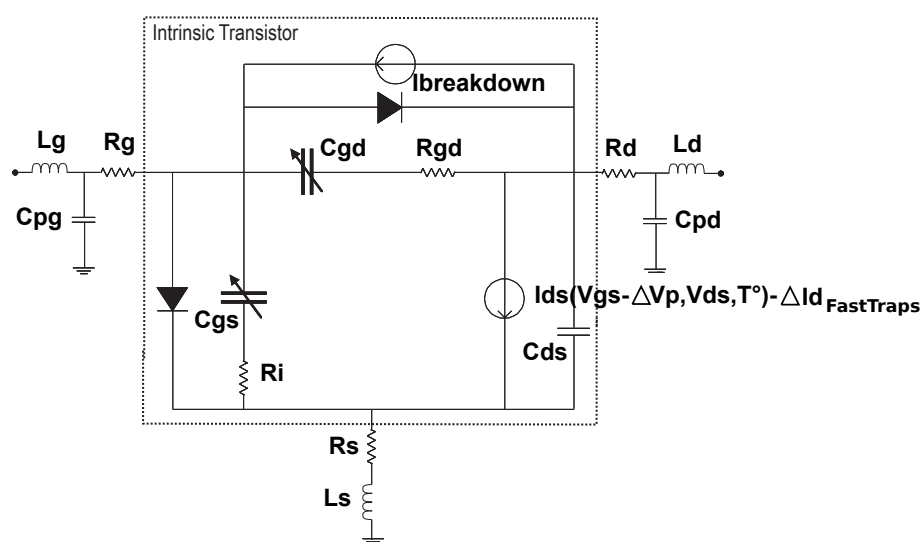 Intrinsic Transistor
Ibreakdown
Lg
Rg
Cgd
Rgd
Rd
Ld
Cpg
Cpd
Cgs
Ids(Vgs-△Vp,Vds,T°)-△Id FastTraps
Cds
Ri
Rs
Ls